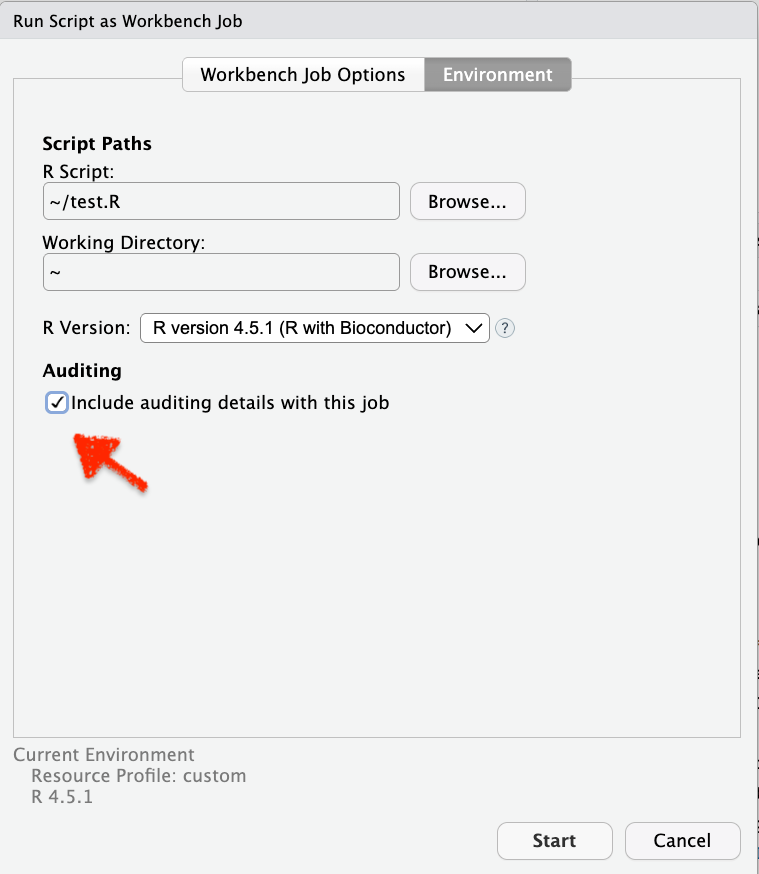 Run Script as Workbench Job
Workbench Job Options
Environment
Script Paths
R Script:
~/test.R
Browse...
Working Directory:
~
Browse...
R Version:
R version 4.5.1 (R with Bioconductor)
?
Auditing
Include auditing details with this job
Current Environment
Resource Profile: custom
R 4.5.1
Start
Cancel